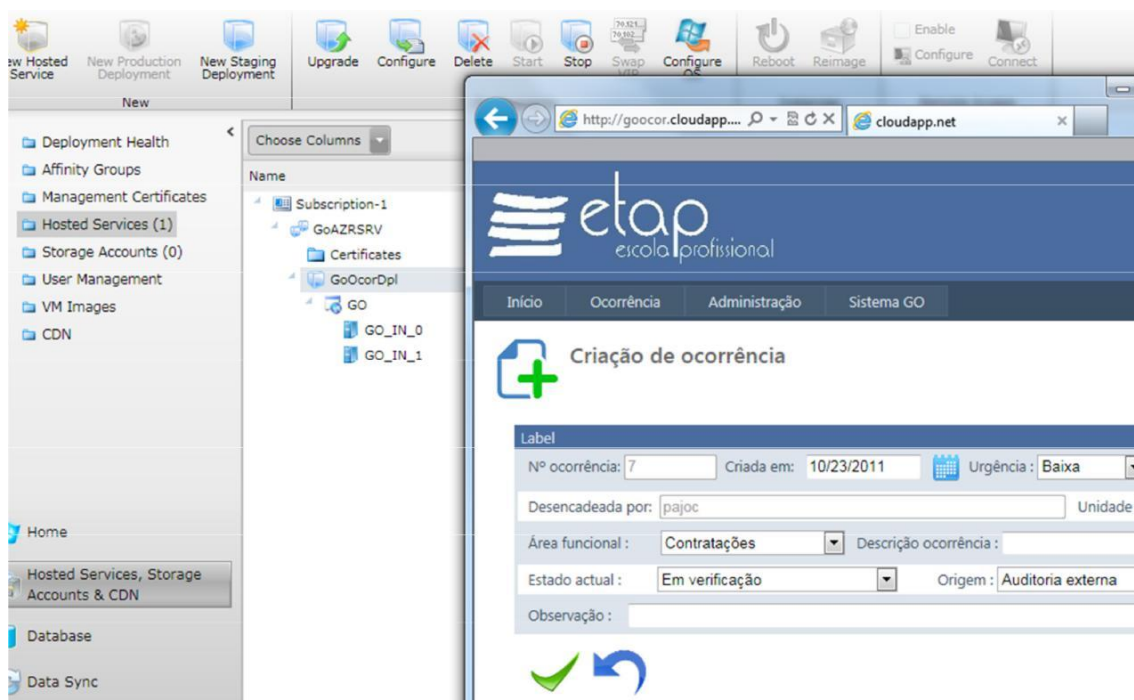 ew Hosted Service
New Production Deployment
New Staging Deployment
Upgrade
Configure
Delete
Start
Stop
Swap VIP
Configure OS
Reboot
Reimage
Enable
Configure
Connect
New
http://goocor.cloudapp....
cloudapp.net
Deployment Health
Affinity Groups
Management Certificates
Hosted Services (1)
Storage Accounts (0)
User Management
VM Images
CDN
Choose Columns
Name
Subscription-1
GoAZRSRV
Certificates
GoOcorDpl
GO
GO_IN_0
GO_IN_1
Home
Hosted Services, Storage
Accounts & CDN
Database
Data Sync
etap
escola profissional
Início Ocorrência Administração Sistema GO
Criação de ocorrência
Label
Nº ocorrência: 7 Criada em: 10/23/2011 Urgência : Baixa
Desencadeada por: pajoc Unidade
Área funcional : Contratações Descrição ocorrência :
Estado actual : Em verificação Origem : Auditoria externa
Observação :